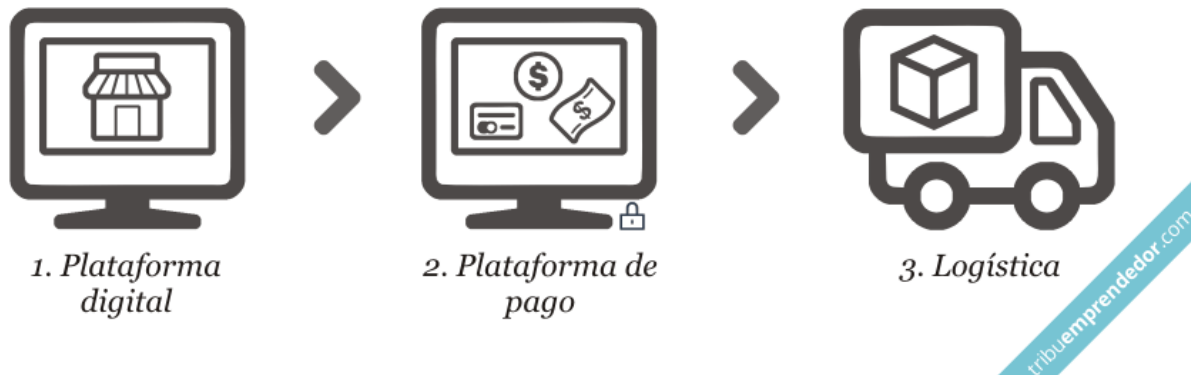 1. Plataforma
digital
2. Plataforma de
pago
3. Logística
tribuemprendedor.com